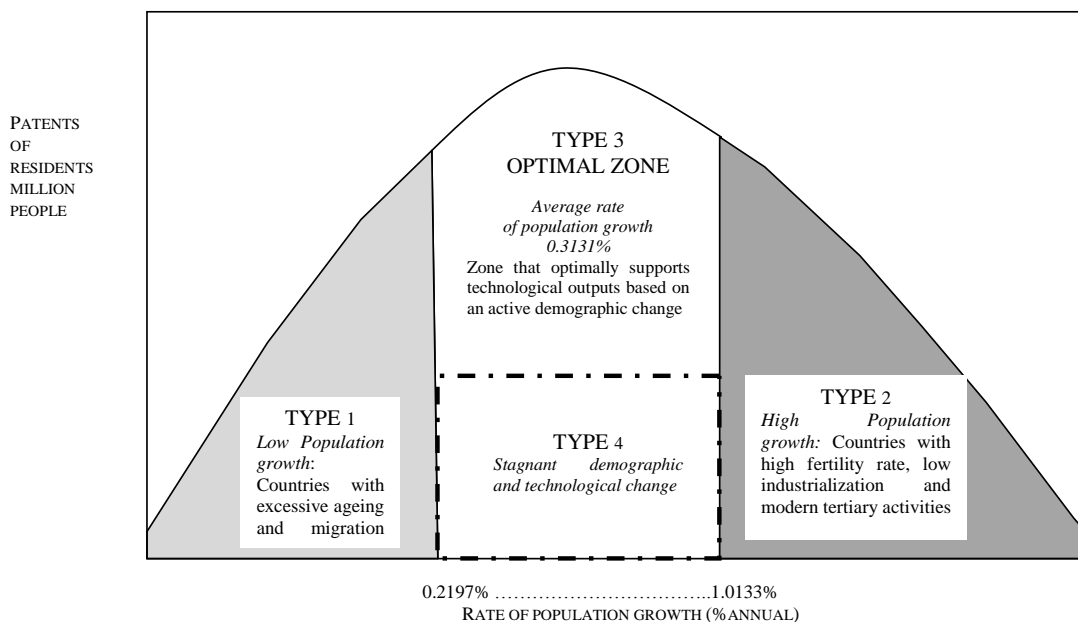 PATENTS
OF
RESIDENTS
MILLION
PEOPLE
TYPE 3
OPTIMAL ZONE
Average rate
of population growth
0.3131%
Zone that optimally supports
technological outputs based on
an active demographic change
TYPE 1
Low Population
growth:
Countries with
excessive ageing
and migration
TYPE 4
Stagnant demographic
and technological change
TYPE 2
High Population
growth: Countries with
high fertility rate, low
industrialization and
modern tertiary activities
0.2197% ……………………………..1.0133%
RATE OF POPULATION GROWTH (%ANNUAL)